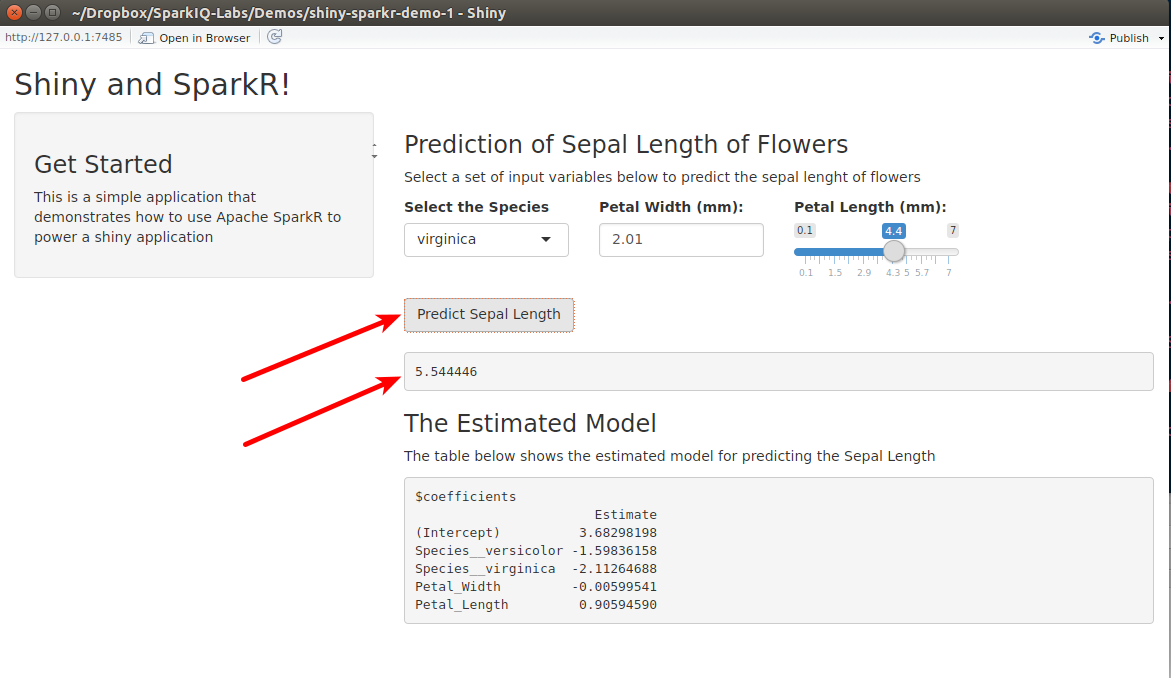 ~/Dropbox/SparkIQ-Labs/Demos/shiny-sparkr-demo-1 - Shiny
http://127.0.0.1:7485 Open in Browser Publish
Shiny and SparkR!
Get Started
This is a simple application that
demonstrates how to use Apache SparkR to
power a shiny application
Prediction of Sepal Length of Flowers
Select a set of input variables below to predict the sepal lenght of flowers
Select the Species Petal Width (mm): Petal Length (mm):
0.1 4.4 7
virginica 2.01
0.1 1.5 2.9 4.3 5 5.7 7
Predict Sepal Length
5.544446
The Estimated Model
The table below shows the estimated model for predicting the Sepal Length
$coefficients
Estimate
(Intercept) 3.68298198
Species__versicolor -1.59836158
Species__virginica -2.11264688
Petal_Width -0.00599541
Petal_Length 0.90594590